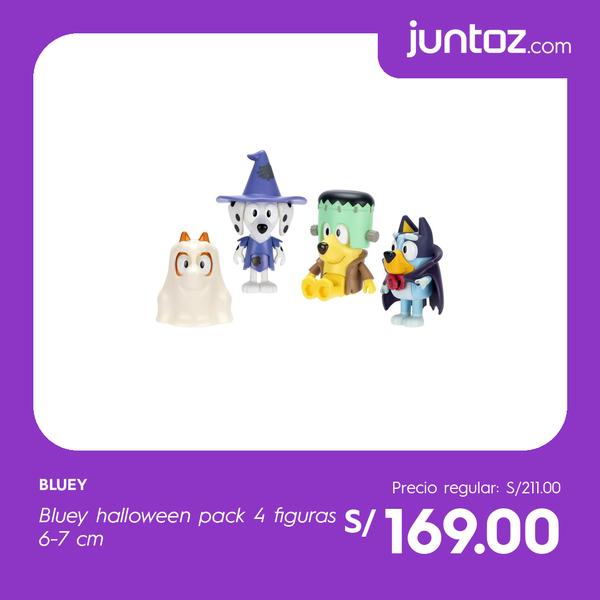 juntoz.com
BLUEY
Bluey halloween pack 4 figuras
6-7 cm
Precio regular: S/211.00
S/169.00